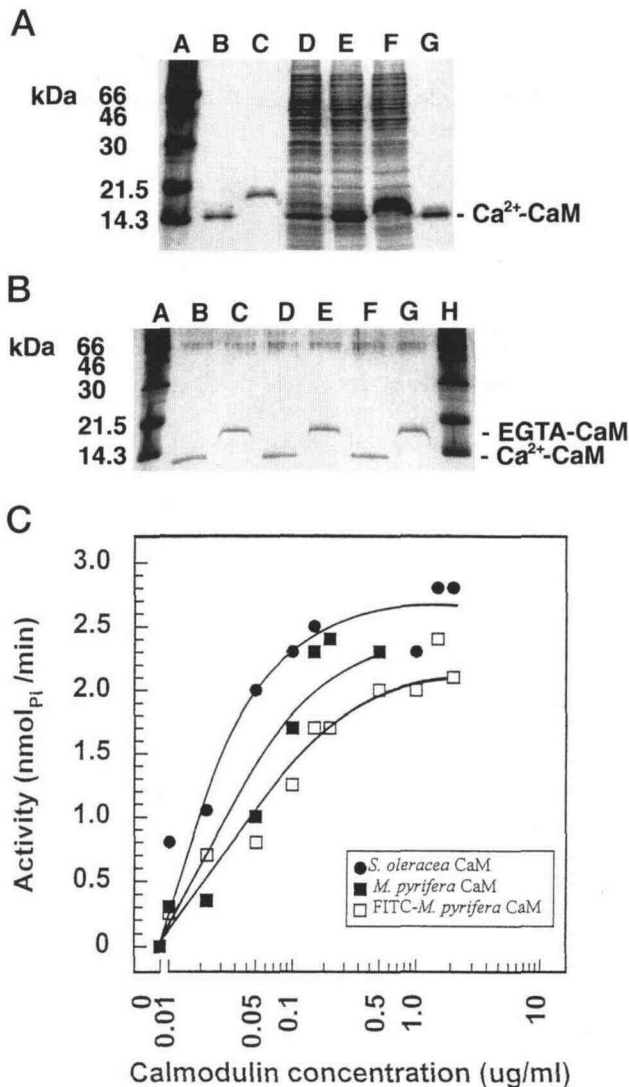 A
A B C D E F G
kDa
66
46
30
21.5
14.3
- Ca²⁺-CaM
B
A B C D E F G H
kDa
66
46
30
21.5
14.3
- EGTA-CaM
- Ca²⁺-CaM
C
3.0
2.5
2.0
1.5
1.0
0.5
0
Activity (nmolPi /min)
S. oleracea CaM
M. pyrifera CaM
FITC-M. pyrifera CaM
0 0.01 0.05 0.1 0.5 1.0 10
Calmodulin concentration (ug/ml)